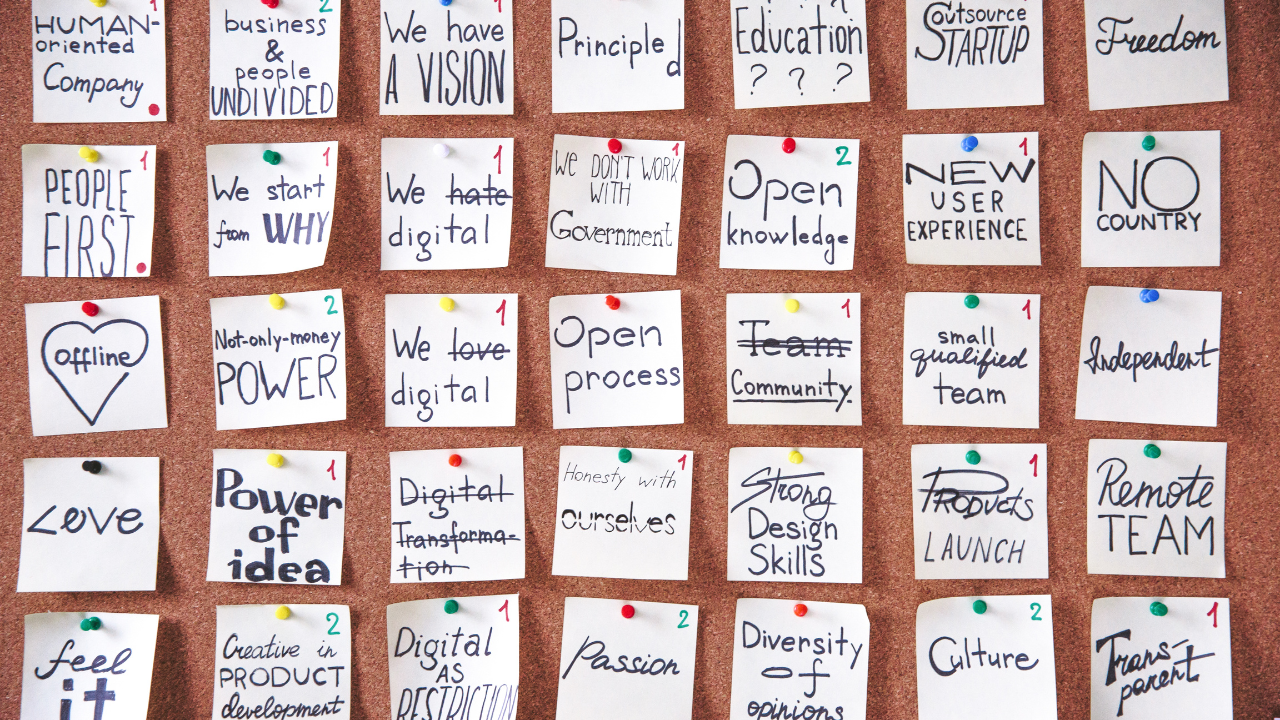 HUMAN-
oriented
Company
1
business
&
people
UNDIVIDED
2
We have
A VISION
1
Principled
Education
? ? ?
Outsource
STARTUP
Freedom
1
PEOPLE
FIRST.
1
We start
from WHY
1
We hate
digital
1
WE DON'T WORK
WITH
Government
2
Open
knowledge
1
NEW
USER
EXPERIENCE
NO
COUNTRY
offline
2
Not-only-money
POWER
1
We love
digital
Open
process
1
Team
Community
1
small
qualified
team
Independent
Love
1
Power
of
idea
Digital
Transforma-
tion
1
Honesty with
ourselves
Strong
Design
Skills
1
Products
LAUNCH
Remote
TEAM
feel
it
2
Creative in
PRODUCT
development
1
Digital
AS
RESTRICTION
2
Passion
Diversity
of
opinions
2
Culture
1
Trans-
parent